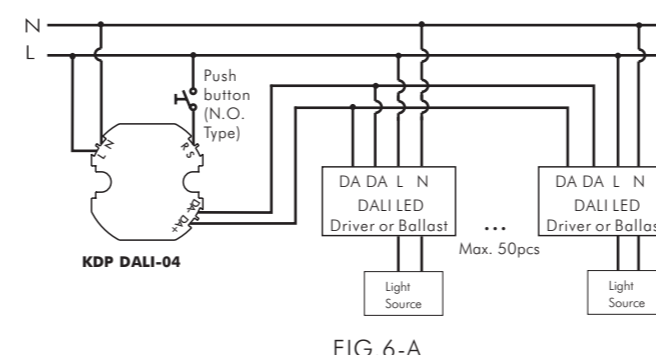 N
L
Push
button
(N.O.
Type)
N
L
R S
DA-
DA+
DA DA L N
DALI LED
Driver or Ballast
...
Max. 50pcs
DA DA L N
DALI LED
Driver or Ballas
KDP DALI-04
Light
Source
Light
Source
FIG 6-A